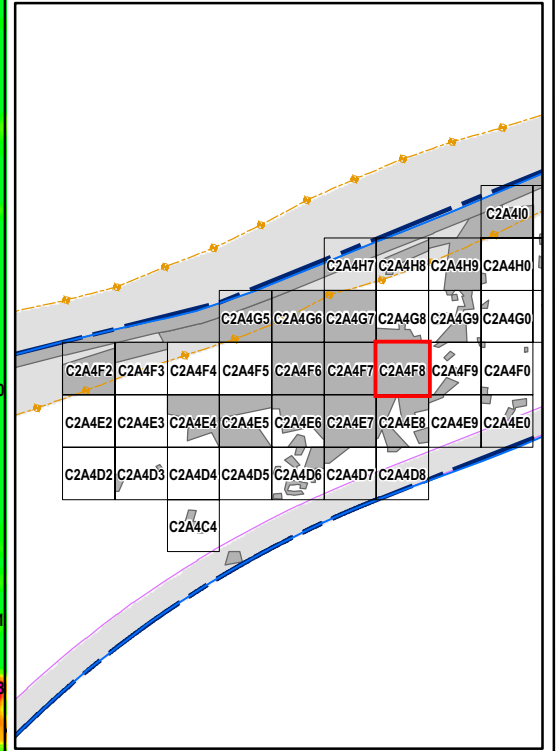 C2A4I0
C2A4H7 C2A4H8 C2A4H9 C2A4H0
C2A4G5 C2A4G6 C2A4G7 C2A4G8 C2A4G9 C2A4G0
C2A4F2 C2A4F3 C2A4F4 C2A4F5 C2A4F6 C2A4F7 C2A4F8 C2A4F9 C2A4F0
C2A4E2 C2A4E3 C2A4E4 C2A4E5 C2A4E6 C2A4E7 C2A4E8 C2A4E9 C2A4E0
C2A4D2 C2A4D3 C2A4D4 C2A4D5 C2A4D6 C2A4D7 C2A4D8
C2A4C4